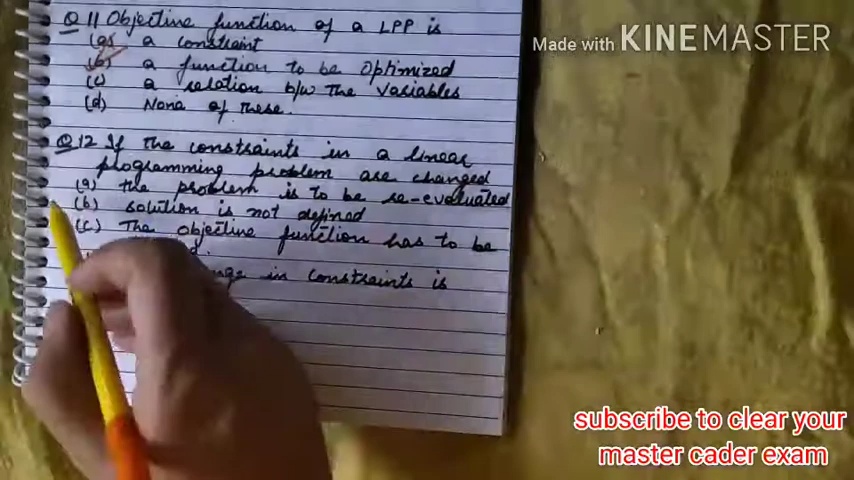 Q 11 Objective function of a LPP is
(a) a constraint
(b) a function to be Optimized
(c) a relation b/w The Variables
(d) None of These.
Q 12 If The constraints in a linear
programming problem are changed
(a) the problem is to be re-evaluated
(b) solution is not defined
(c) The objective function has to be
in constraints is
Made with KINEMASTER
subscribe to clear your
master cader exam